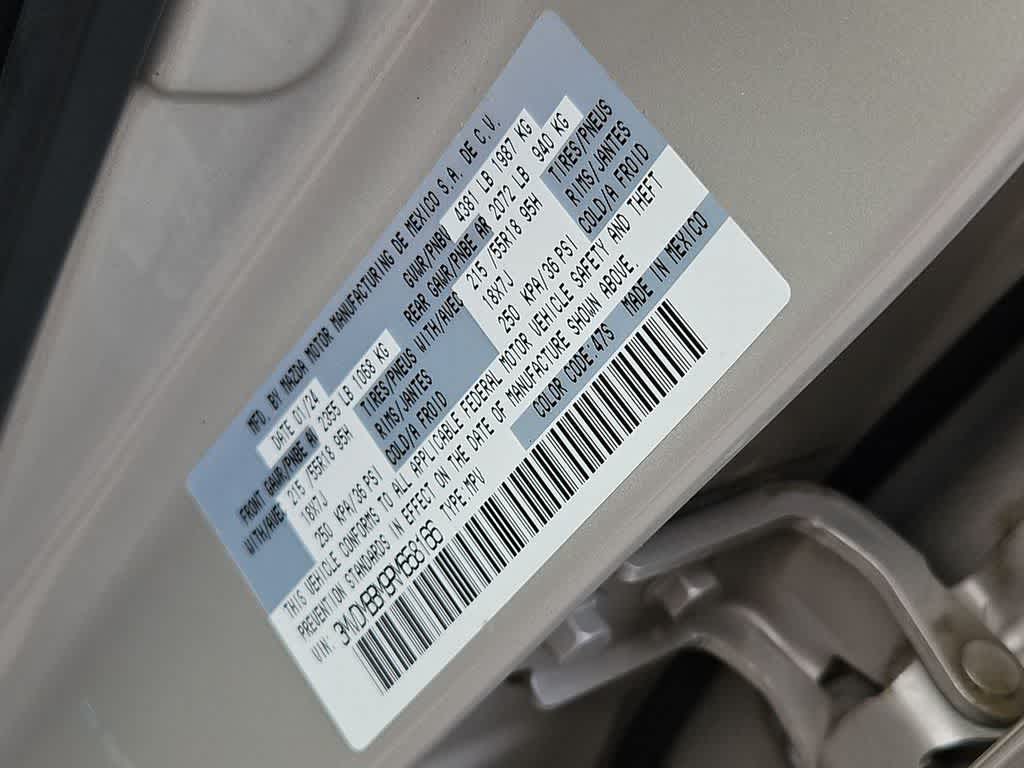 MFD. BY MAZDA MOTOR MANUFACTURING DE MEXICO S.A. DE C.V.
DATE 01/24 GVWR/PNBV 4381 LB 1987 KG
FRONT GAWR/PNBE AV 2355 LB 1068 KG REAR GAWR/PNBE AR 2072 LB 940 KG
WITH/AVEC 215 /55R18 95H TIRES/PNEUS WITH/AVEC 215 /55R18 95H TIRES/PNEUS
18X7J RIMS/JANTES 18X7J RIMS/JANTES
250 KPA/36 PSI COLD/A FROID 250 KPA/36 PSI COLD/A FROID
THIS VEHICLE CONFORMS TO ALL APPLICABLE FEDERAL MOTOR VEHICLE SAFETY AND THEFT
PREVENTION STANDARDS IN EFFECT ON THE DATE OF MANUFACTURE SHOWN ABOVE
VIN: TYPE:MPV COLOR CODE:47S MADE IN MEXICO